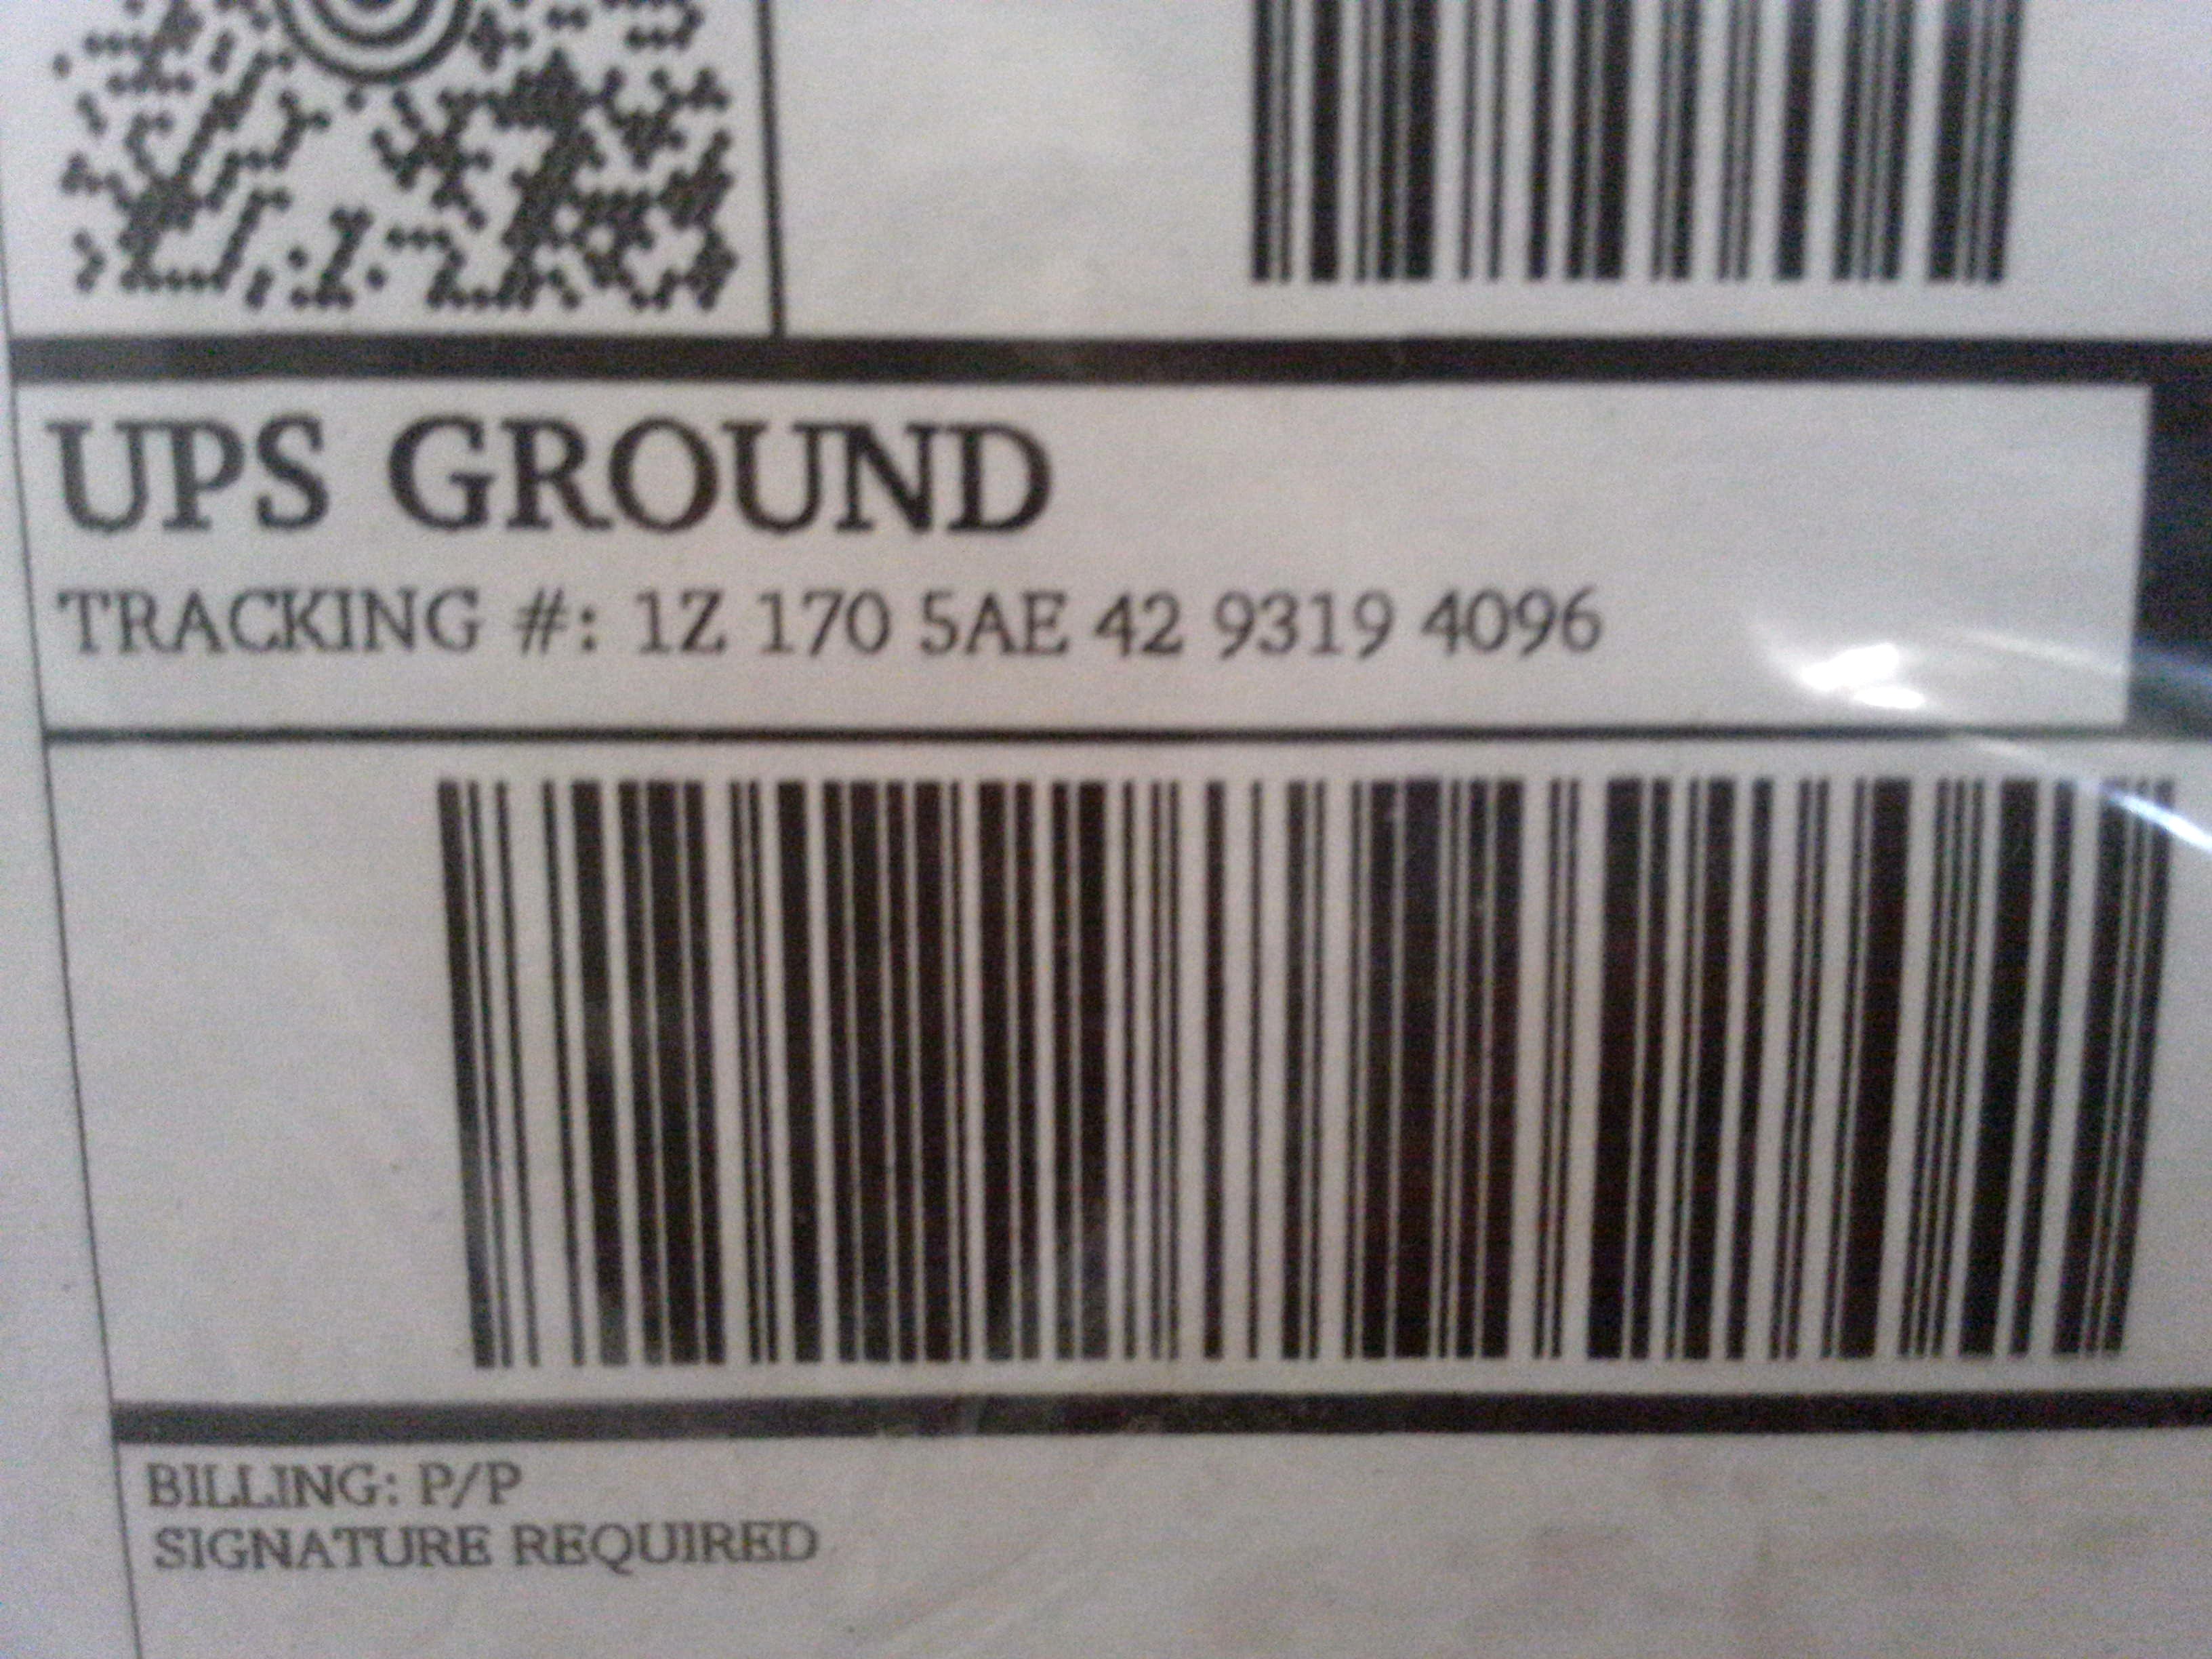 UPS GROUND
TRACKING #: 1Z 170 5AE 42 9319 4096
BILLING: P/P
SIGNATURE REQUIRED